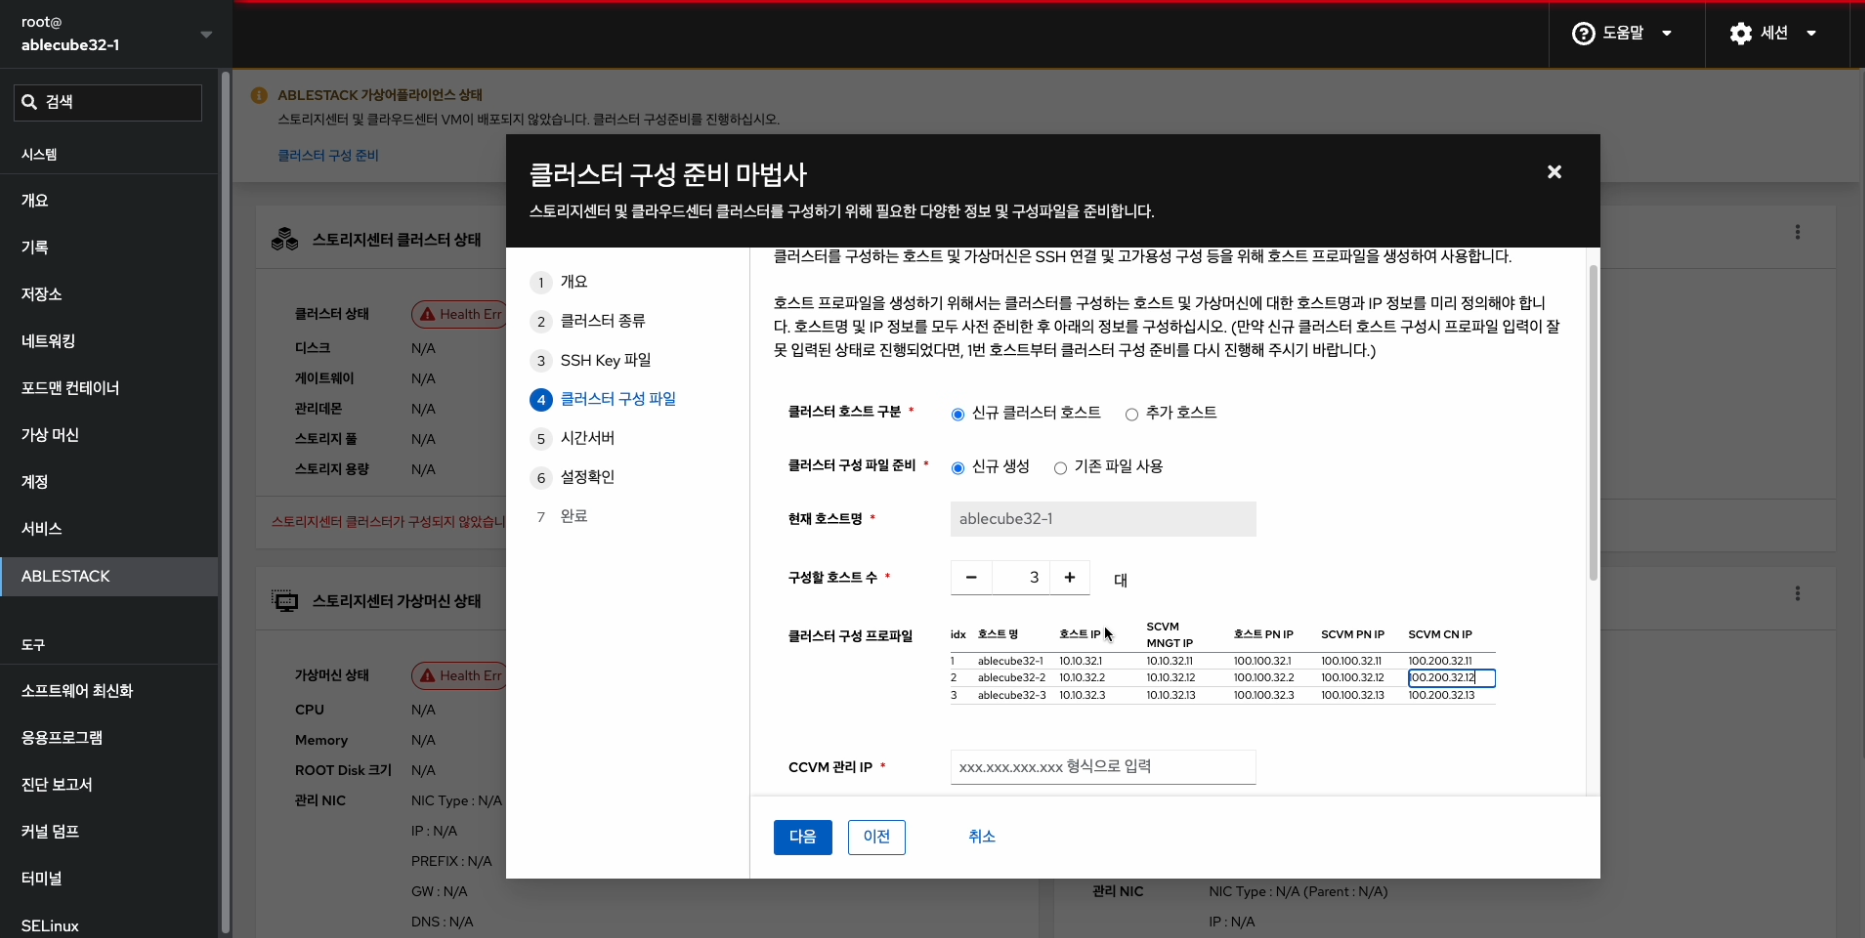 root@
ablecube32-1
도움말
세션
검색
시스템
개요
기록
저장소
네트워킹
포드맨 컨테이너
가상 머신
계정
서비스
ABLESTACK
도구
소프트웨어 최신화
응용프로그램
진단 보고서
커널 덤프
터미널
SELinux
ABLESTACK 가상어플라이언스 상태
스토리지센터 및 클라우드센터 VM이 배포되지 않았습니다. 클러스터 구성준비를 진행하십시오.
클러스터 구성 준비
스토리지센터 클러스터 상태
클러스터 상태 Health Err
디스크 N/A
게이트웨이 N/A
관리데몬 N/A
스토리지 풀 N/A
스토리지 용량 N/A
스토리지센터 클러스터가 구성되지 않았습니
스토리지센터 가상머신 상태
가상머신 상태 Health Err
CPU N/A
Memory N/A
ROOT Disk 크기 N/A
관리 NIC NIC Type : N/A
IP : N/A
PREFIX : N/A
GW : N/A
DNS : N/A
관리 NIC NIC Type : N/A (Parent : N/A)
IP : N/A
클러스터 구성 준비 마법사
스토리지센터 및 클라우드센터 클러스터를 구성하기 위해 필요한 다양한 정보 및 구성파일을 준비합니다.
1 개요
2 클러스터 종류
3 SSH Key 파일
4 클러스터 구성 파일
5 시간서버
6 설정확인
7 완료
클러스터를 구성하는 호스트 및 가상머신은 SSH 연결 및 고가용성 구성 등을 위해 호스트 프로파일을 생성하여 사용합니다.
호스트 프로파일을 생성하기 위해서는 클러스터를 구성하는 호스트 및 가상머신에 대한 호스트명과 IP 정보를 미리 정의해야 합니
다. 호스트명 및 IP 정보를 모두 사전 준비한 후 아래의 정보를 구성하십시오. (만약 신규 클러스터 호스트 구성시 프로파일 입력이 잘
못 입력된 상태로 진행되었다면, 1번 호스트부터 클러스터 구성 준비를 다시 진행해 주시기 바랍니다.)
클러스터 호스트 구분 * 신규 클러스터 호스트 추가 호스트
클러스터 구성 파일 준비 * 신규 생성 기존 파일 사용
현재 호스트명 * ablecube32-1
구성할 호스트 수 * − 3 + 대
클러스터 구성 프로파일
idx 호스트 명 호스트 IP SCVM MNGT IP 호스트 PN IP SCVM PN IP SCVM CN IP
1 ablecube32-1 10.10.32.1 10.10.32.11 100.100.32.1 100.100.32.11 100.200.32.11
2 ablecube32-2 10.10.32.2 10.10.32.12 100.100.32.2 100.100.32.12 100.200.32.12
3 ablecube32-3 10.10.32.3 10.10.32.13 100.100.32.3 100.100.32.13 100.200.32.13
CCVM 관리 IP * xxx.xxx.xxx.xxx 형식으로 입력
다음
이전
취소